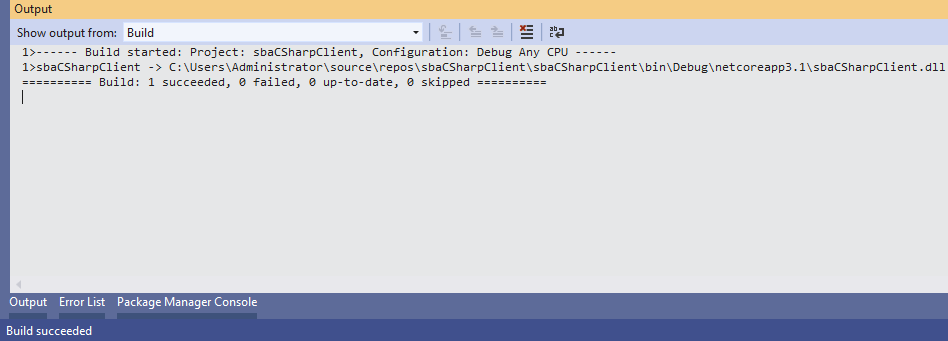 Output
Show output from: Build
1>------ Build started: Project: sbaCSharpClient, Configuration: Debug Any CPU ------
1>sbaCSharpClient -> C:\Users\Administrator\source\repos\sbaCSharpClient\sbaCSharpClient\bin\Debug\netcoreapp3.1\sbaCSharpClient.dll
========== Build: 1 succeeded, 0 failed, 0 up-to-date, 0 skipped ==========
Output Error List Package Manager Console
Build succeeded